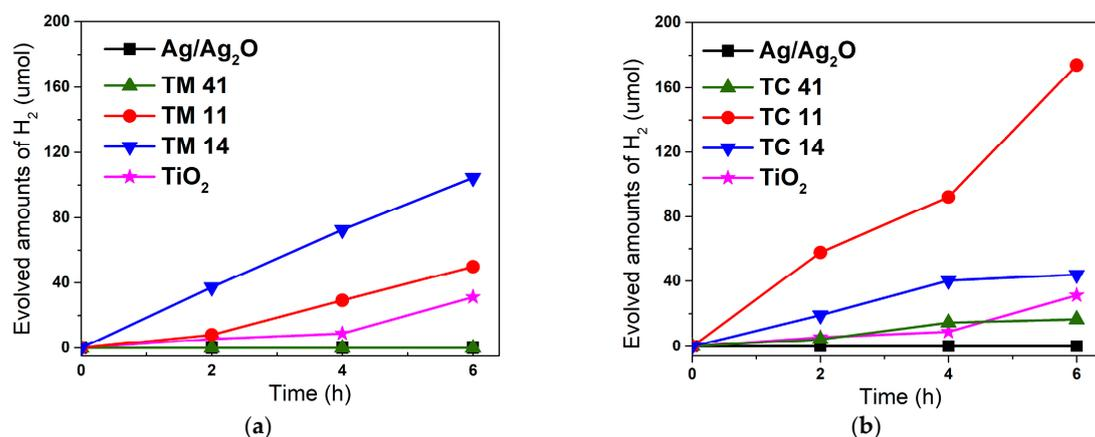 Evolved amounts of H₂ (umol)
200
160
120
80
40
0
Ag/Ag₂O
TM 41
TM 11
TM 14
TiO₂
0 2 4 6
Time (h)
(a)
Evolved amounts of H₂ (umol)
200
160
120
80
40
0
Ag/Ag₂O
TC 41
TC 11
TC 14
TiO₂
0 2 4 6
Time (h)
(b)